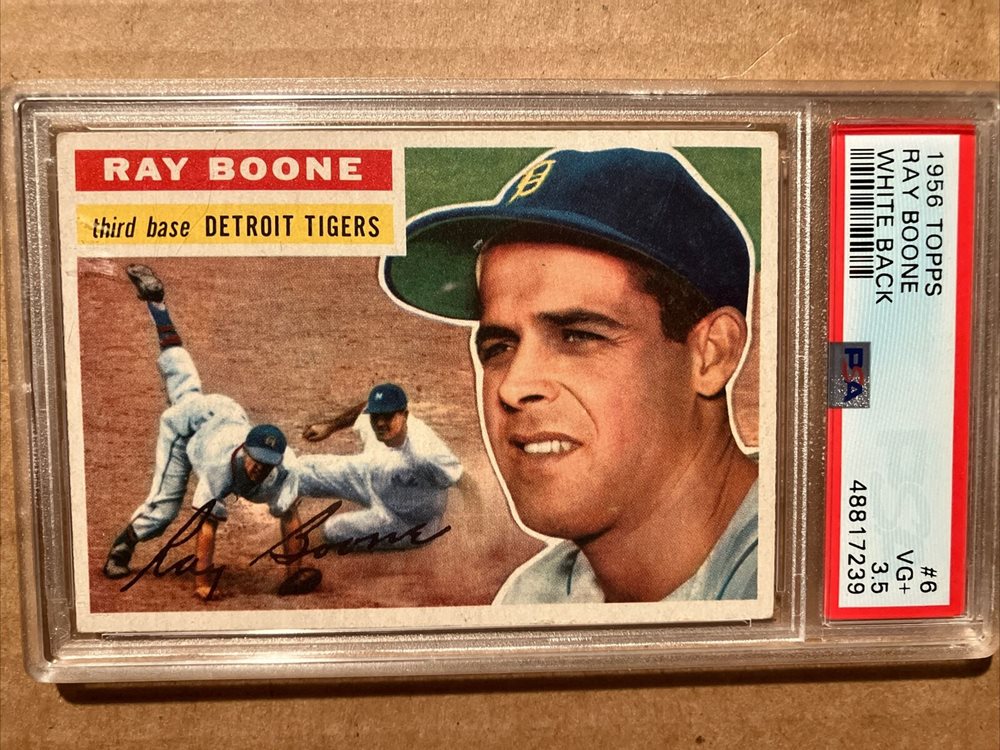 RAY BOONE
third base DETROIT TIGERS
Ray Boone
1956 TOPPS
RAY BOONE
WHITE BACK
#6
VG+
3.5
48817239
PSA